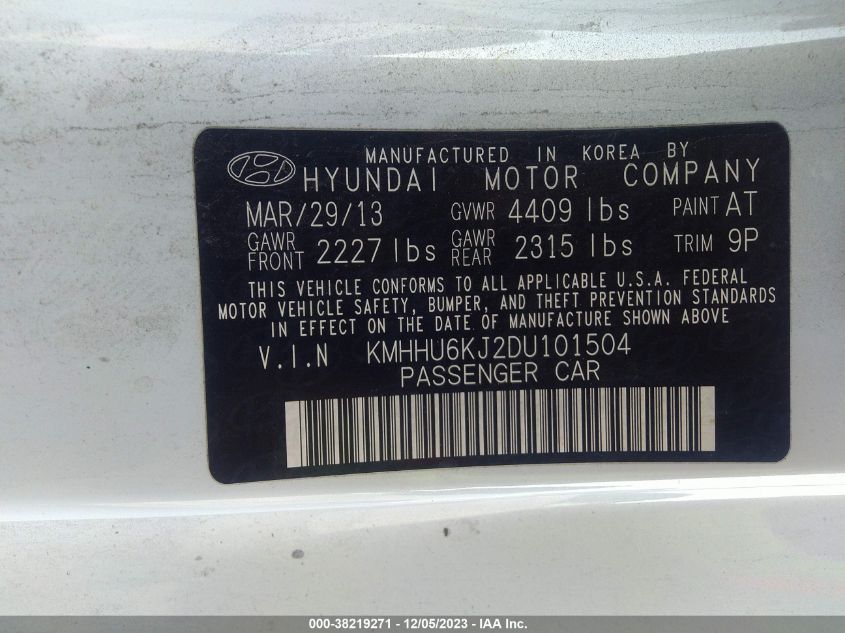 MANUFACTURED IN KOREA BY
HYUNDAI MOTOR COMPANY
MAR/29/13 GVWR 4409 lbs PAINT AT
GAWR FRONT 2227 lbs GAWR REAR 2315 lbs TRIM 9P
THIS VEHICLE CONFORMS TO ALL APPLICABLE U.S.A. FEDERAL
MOTOR VEHICLE SAFETY, BUMPER, AND THEFT PREVENTION STANDARDS
IN EFFECT ON THE DATE OF MANUFACTURE SHOWN ABOVE
V.I.N KMHHU6KJ2DU101504
PASSENGER CAR
000-38219271 - 12/05/2023 - IAA Inc.